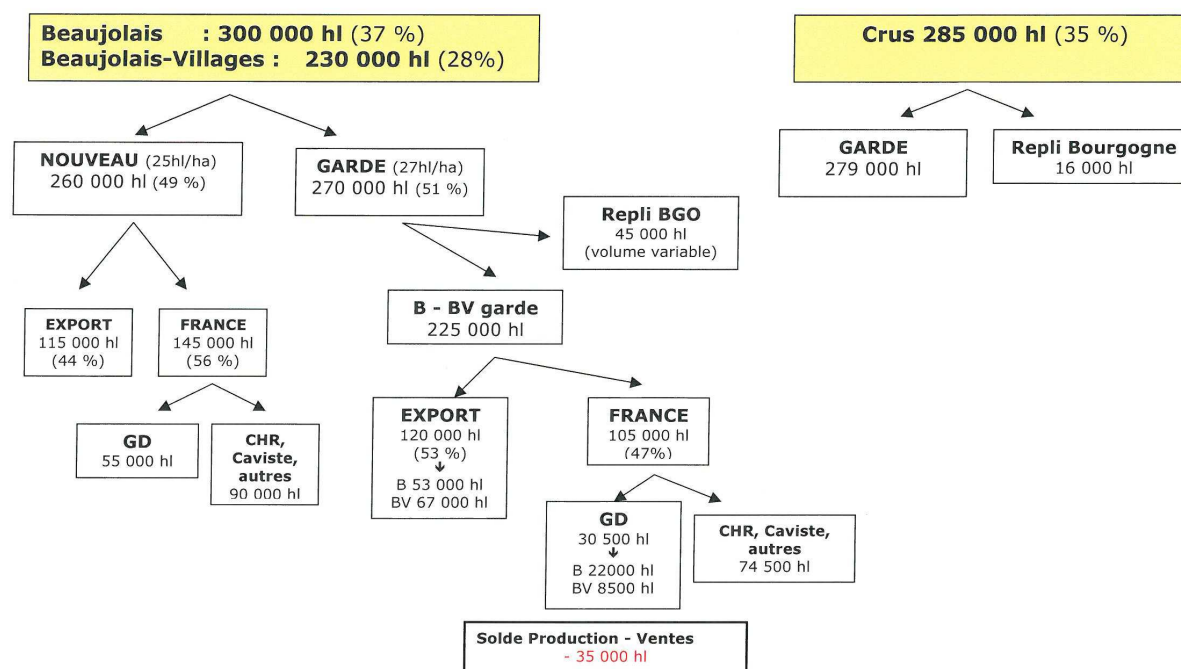 Beaujolais : 300 000 hl (37 %)
Beaujolais-Villages : 230 000 hl (28%)
Crus 285 000 hl (35 %)
NOUVEAU (25hl/ha)
260 000 hl (49 %)
GARDE (27hl/ha)
270 000 hl (51 %)
GARDE
279 000 hl
Repli Bourgogne
16 000 hl
Repli BGO
45 000 hl
(volume variable)
B - BV garde
225 000 hl
EXPORT
115 000 hl
(44 %)
FRANCE
145 000 hl
(56 %)
GD
55 000 hl
CHR,
Caviste,
autres
90 000 hl
EXPORT
120 000 hl
(53 %)
B 53 000 hl
BV 67 000 hl
FRANCE
105 000 hl
(47%)
GD
30 500 hl
B 22000 hl
BV 8500 hl
CHR, Caviste,
autres
74 500 hl
Solde Production - Ventes
- 35 000 hl